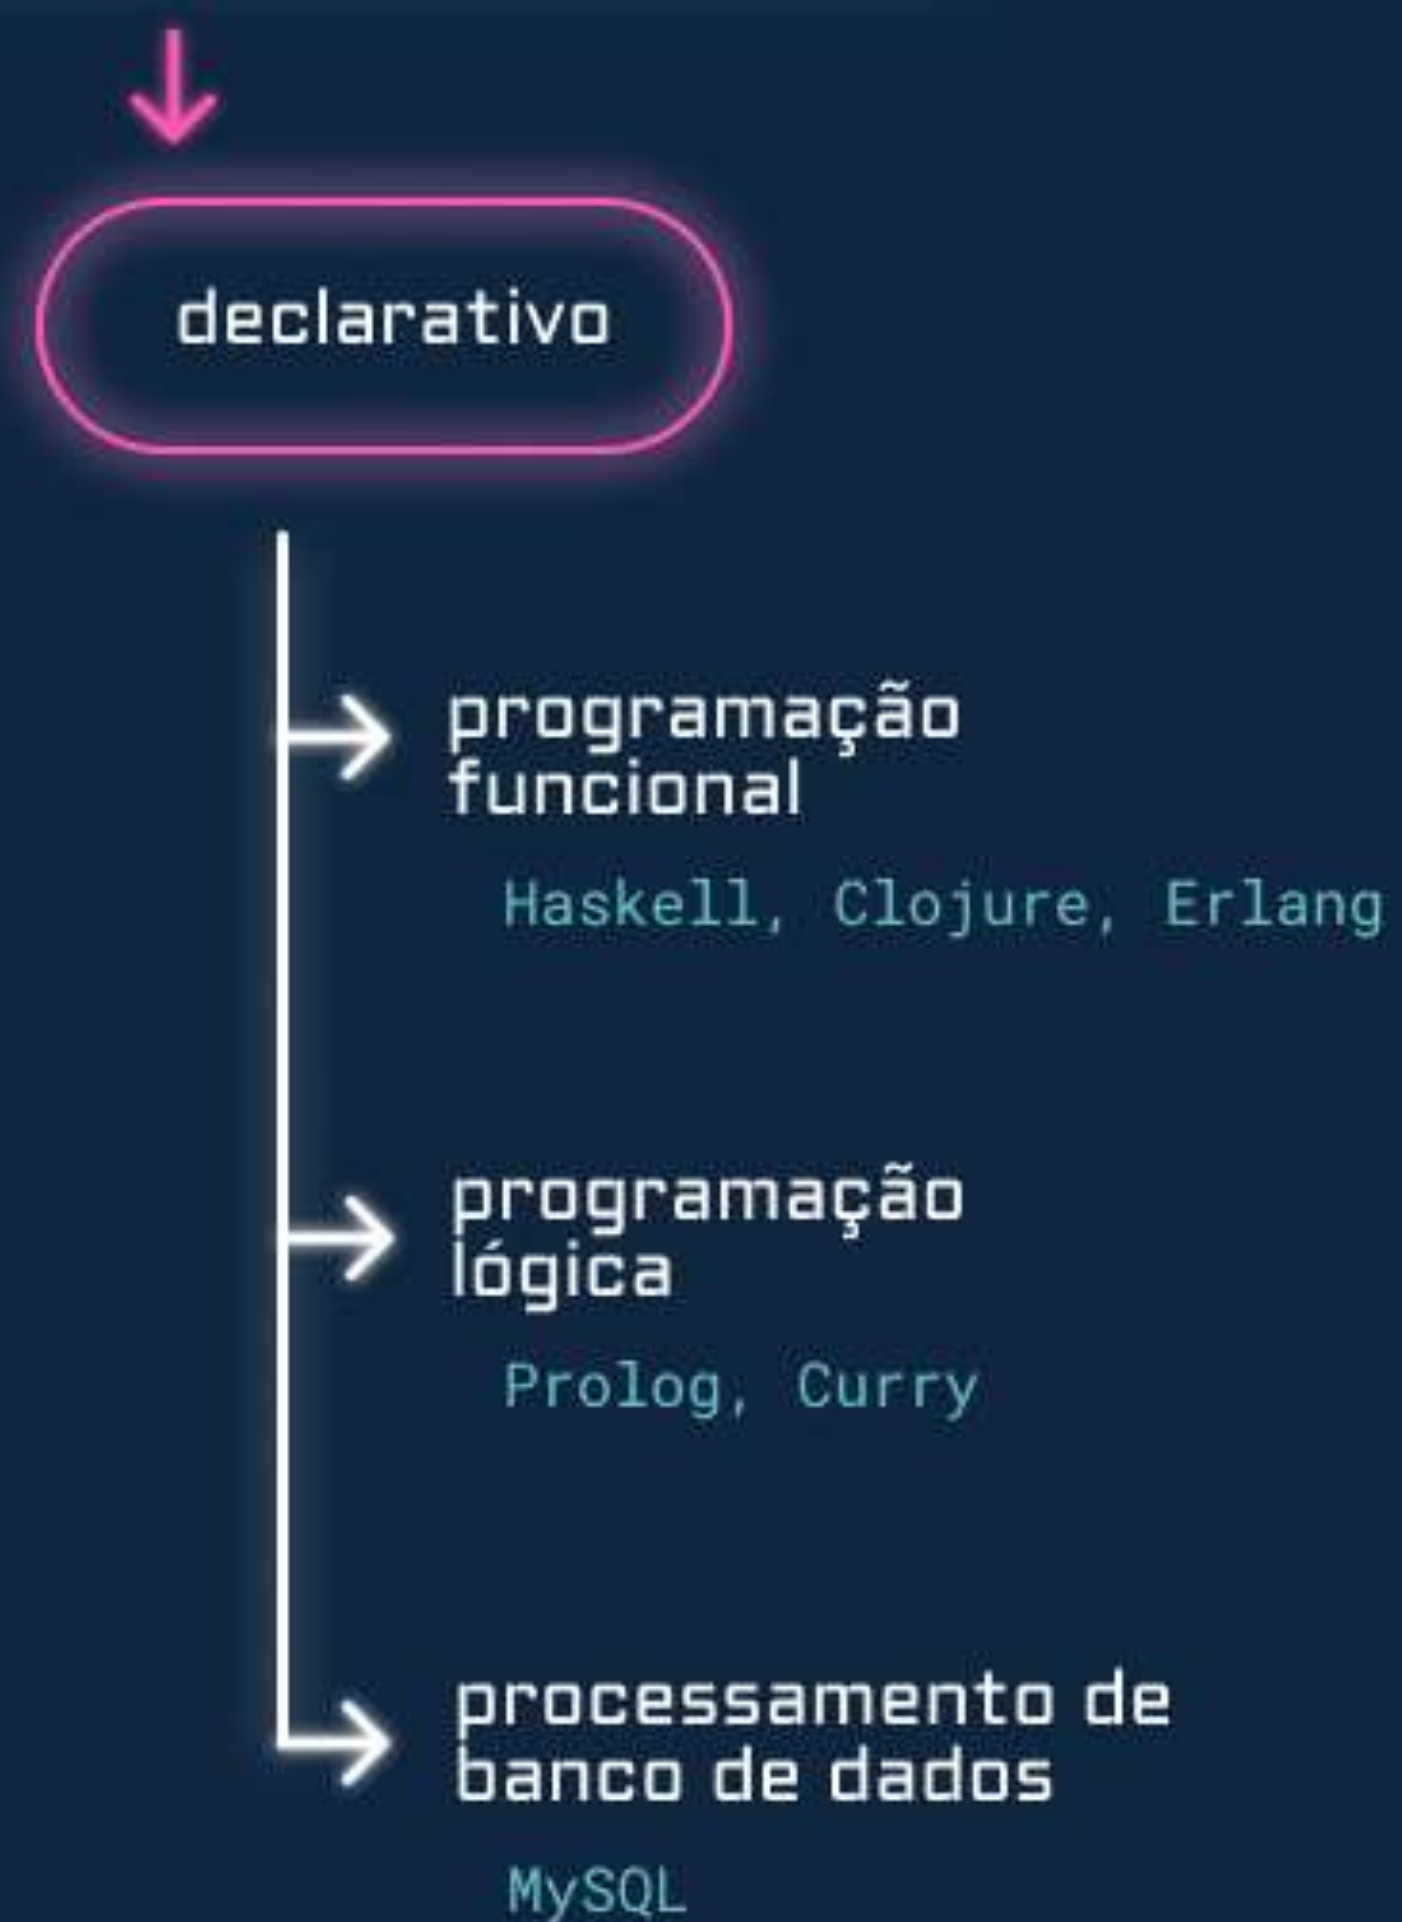 declarativo
programação
funcional
Haskell, Clojure, Erlang
programação
lógica
Prolog, Curry
processamento de
banco de dados
MySQL